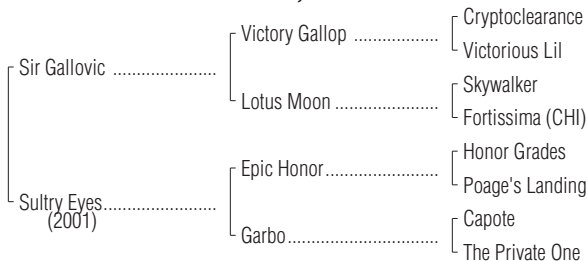 Cryptoclearance
Victory Gallop ..................
Victorious Lil
Sir Gallovic ......................
Skywalker
Lotus Moon ......................
Fortissima (CHI)
Honor Grades
Epic Honor........................
Poage's Landing
Sultry Eyes........................
(2001)
Capote
Garbo................................
The Private One